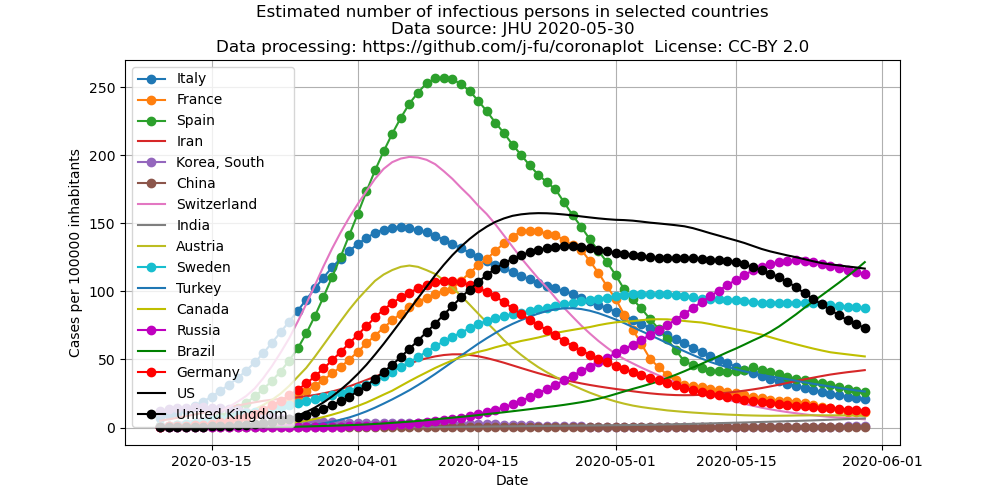 Estimated number of infectious persons in selected countries
Data source: JHU 2020-05-30
Data processing: https://github.com/j-fu/coronaplot  License: CC-BY 2.0
Cases per 100000 inhabitants
250
200
150
100
50
0
Italy
France
Spain
Iran
Korea, South
China
Switzerland
India
Austria
Sweden
Turkey
Canada
Russia
Brazil
Germany
US
United Kingdom
2020-03-15
2020-04-01
2020-04-15
2020-05-01
2020-05-15
2020-06-01
Date